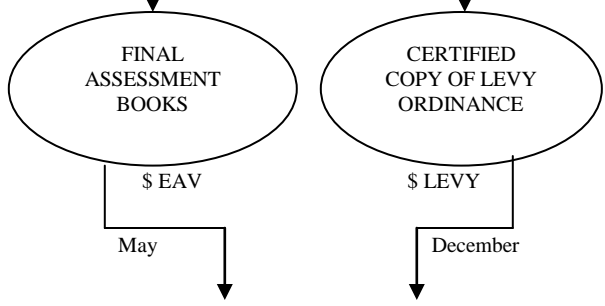 FINAL
ASSESSMENT
BOOKS
$ EAV
May
CERTIFIED
COPY OF LEVY
ORDINANCE
$ LEVY
December